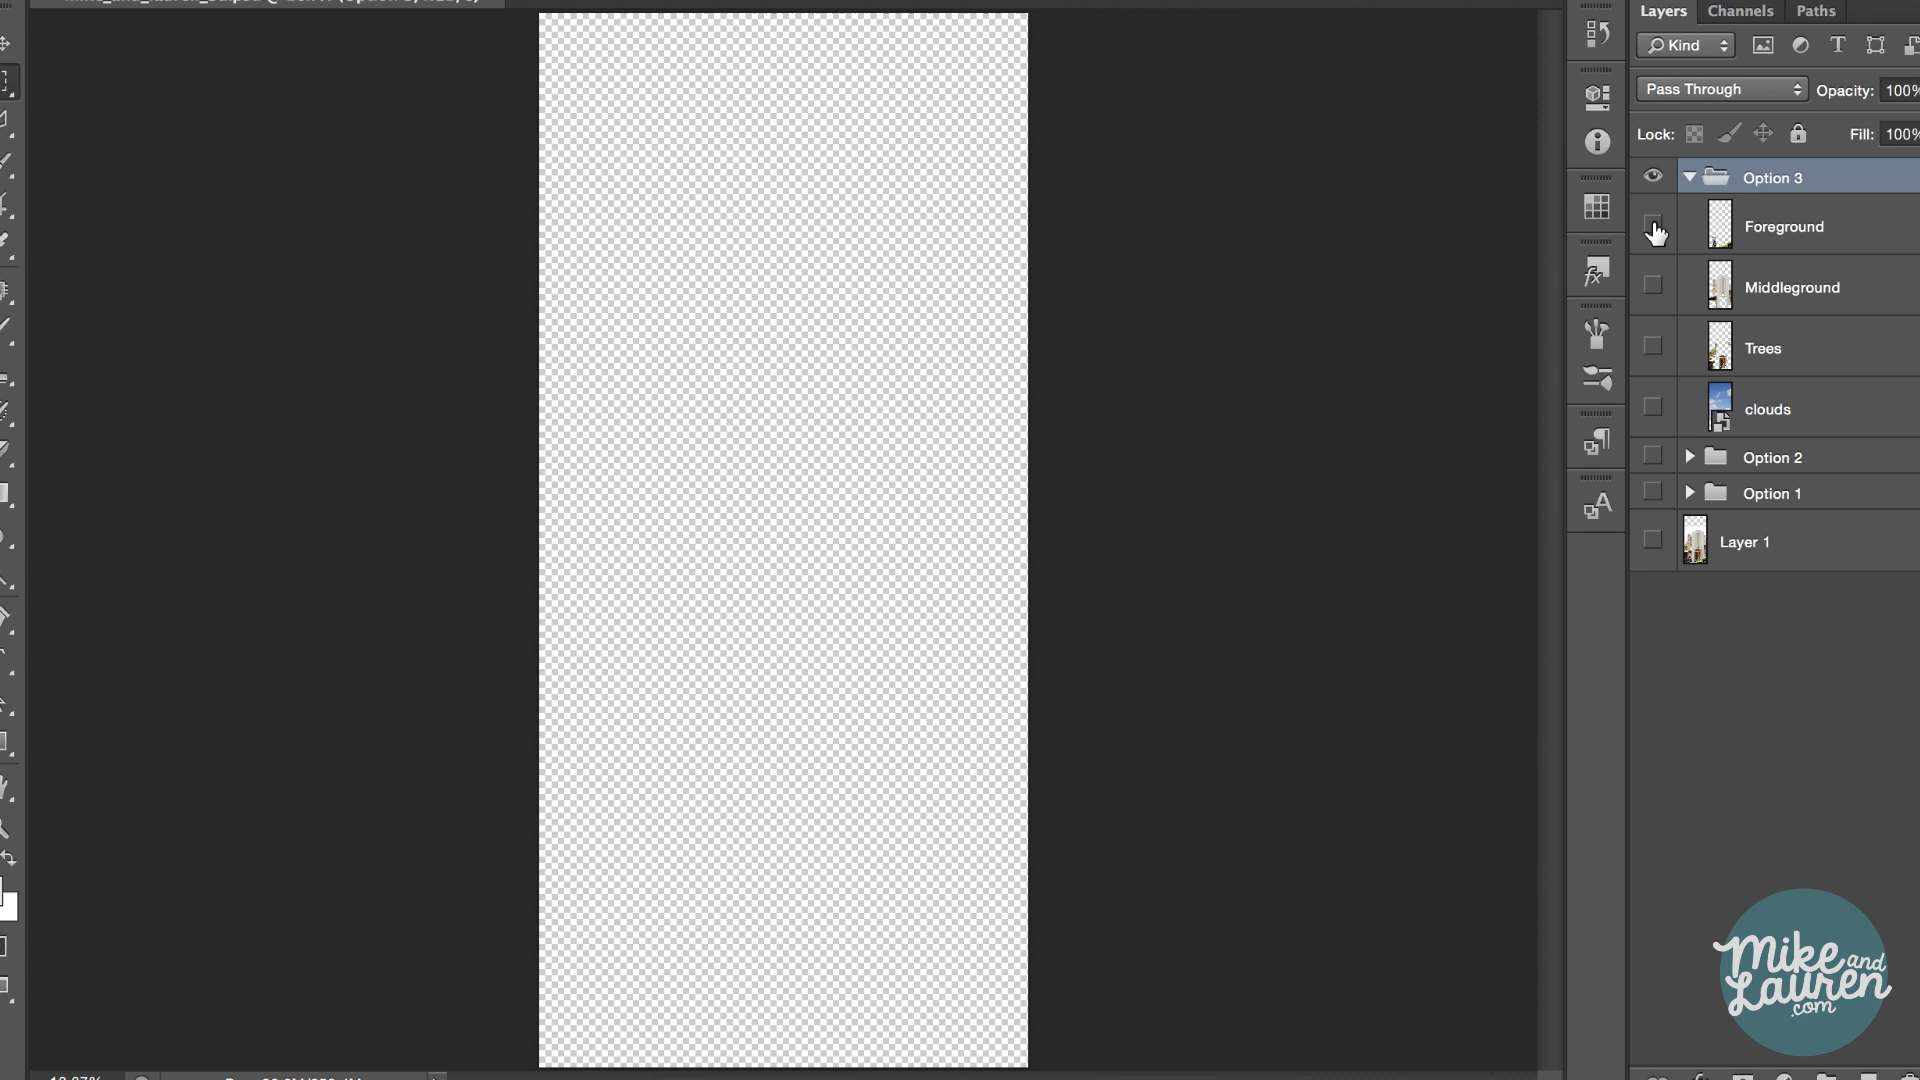 Layers Channels Paths
Kind
Pass Through Opacity: 100%
Lock: Fill: 100%
Option 3
Foreground
Middleground
Trees
clouds
Option 2
Option 1
Layer 1
Mike and
Lauren
.com